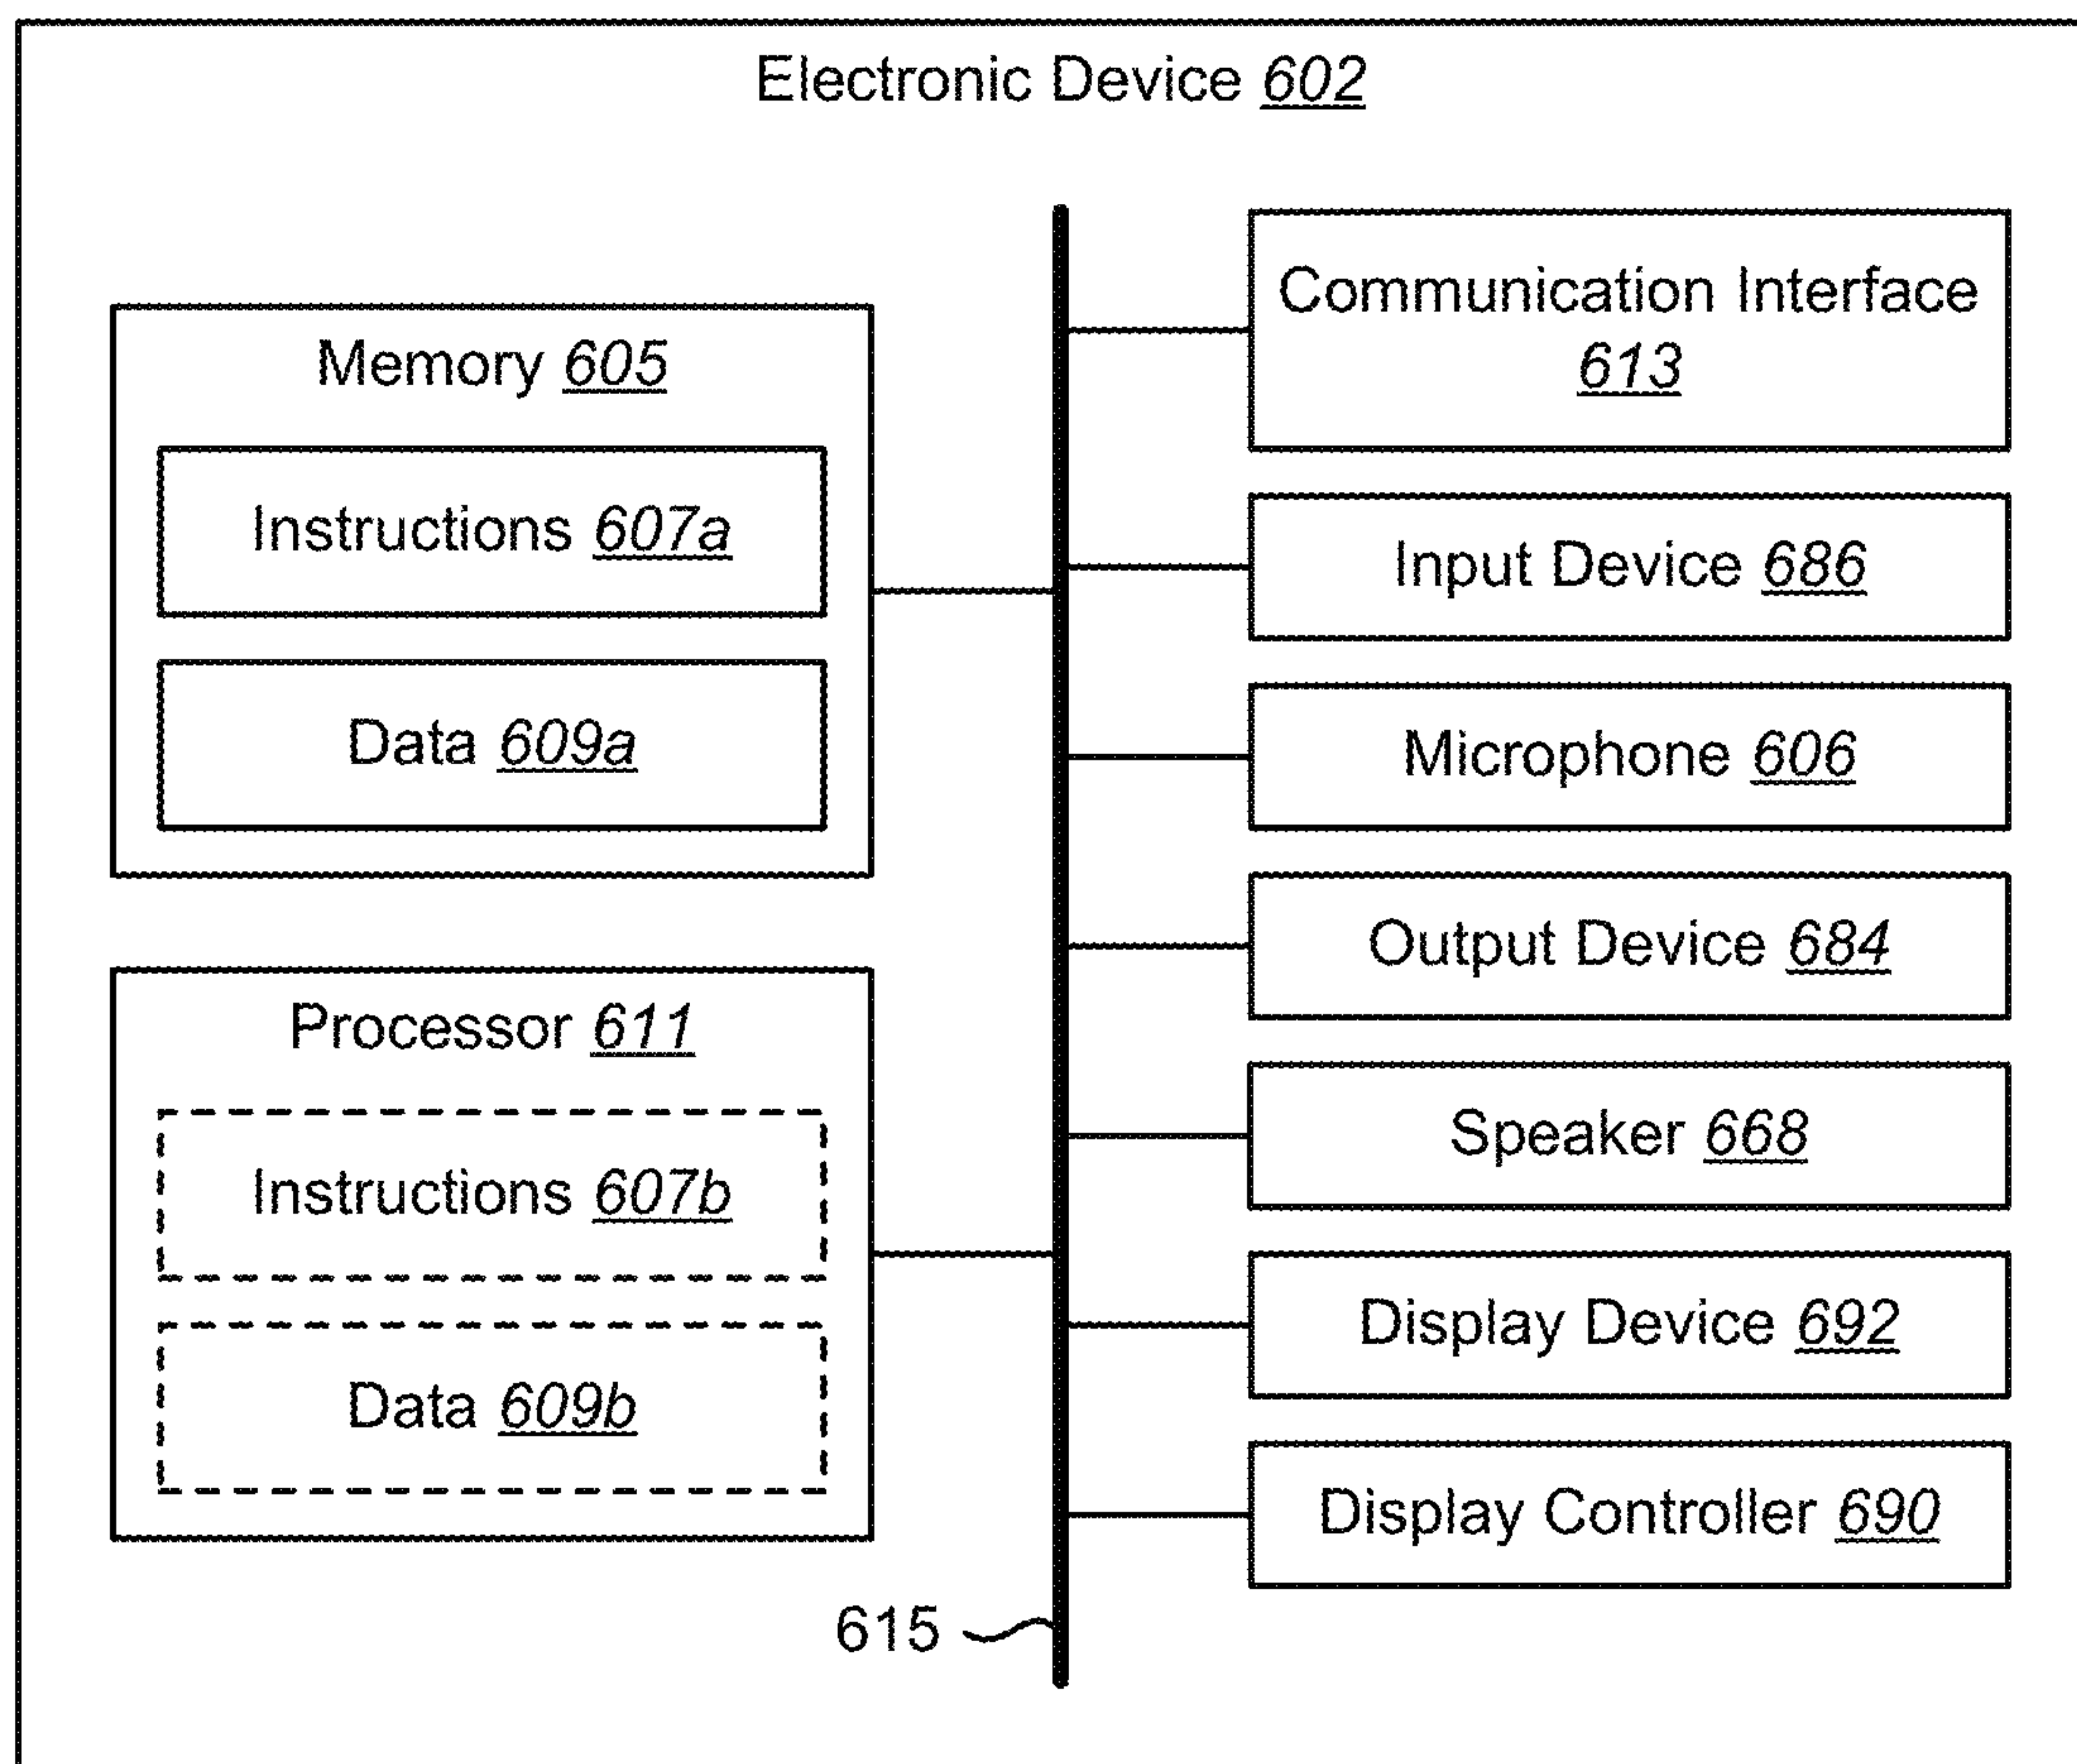 Electronic Device 602
Memory 605
Instructions 607a
Data 609a
Processor 611
Instructions 607b
Data 609b
Communication Interface
613
Input Device 686
Microphone 606
Output Device 684
Speaker 668
Display Device 692
Display Controller 690
615